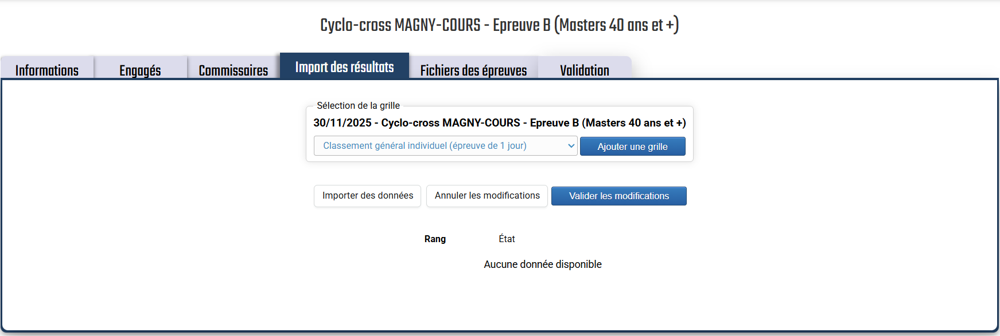 Cyclo-cross MAGNY-COURS - Epreuve B (Masters 40 ans et +)
Informations Engagés Commissaires Import des résultats Fichiers des épreuves Validation
Sélection de la grille
30/11/2025 - Cyclo-cross MAGNY-COURS - Epreuve B (Masters 40 ans et +)
Classement général individuel (épreuve de 1 jour) Ajouter une grille
Importer des données Annuler les modifications Valider les modifications
Rang État
Aucune donnée disponible